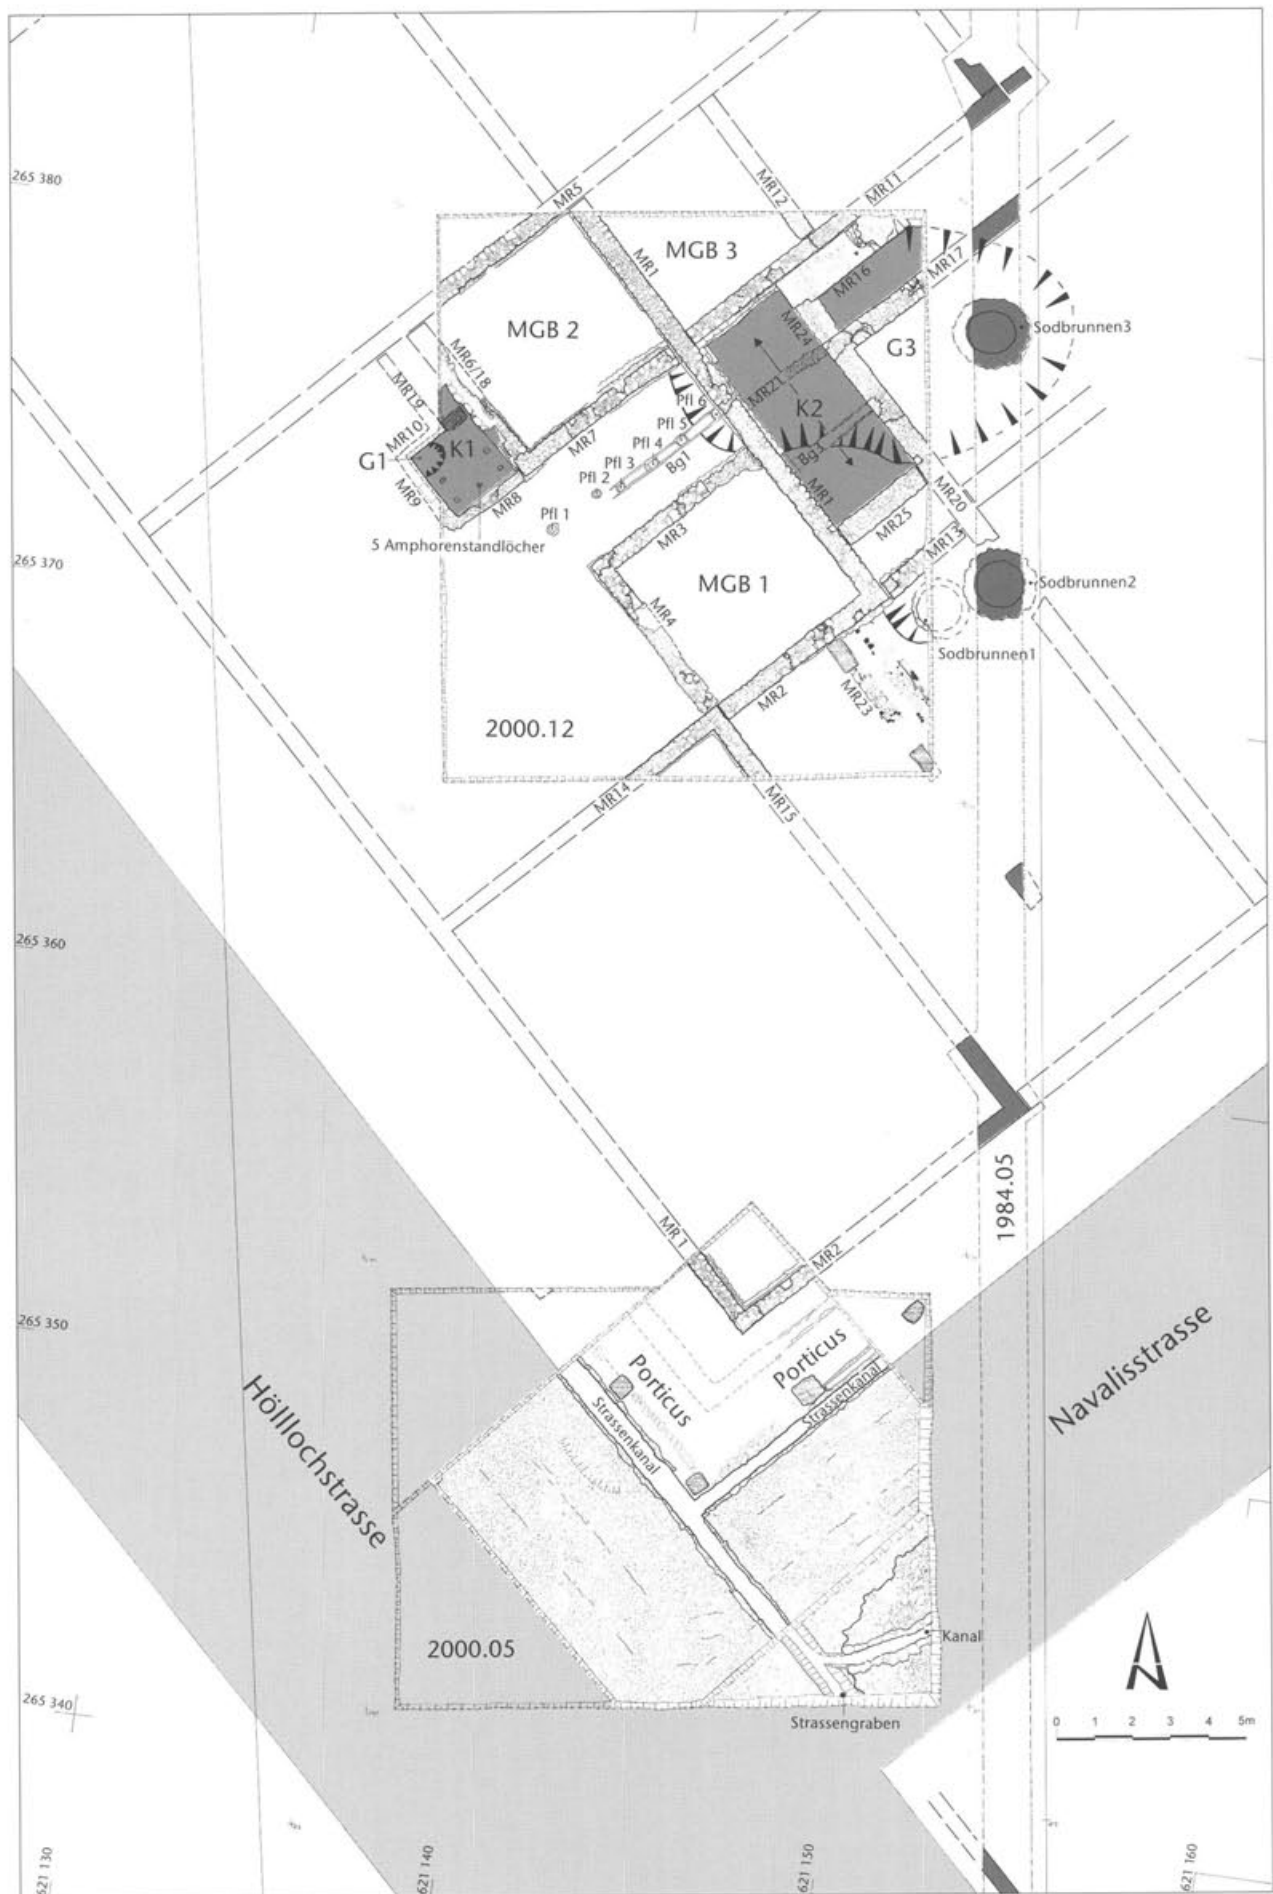 265 380
MR5
MR12
MR11
MGB 3
MR1
MR16
MR17
MGB 2
MR24
Sodbrunnen3
G3
MR6/18
MR19
MR21
Pfl 6
Pfl 5
Pfl 4
Pfl 3
Pfl 2
Pfl 1
Bg1
K2
MR10
K1
G1
MR7
Bg3
MR9
MR8
MR1
MR20
MR25
MR3
MR13
5 Amphorenstandlöcher
265 370
MGB 1
Sodbrunnen2
MR4
Sodbrunnen1
MR2
MR23
2000.12
MR14
MR15
265 360
1984.05
MR 1
MR2
265 350
Porticus
Porticus
Navalisstrasse
Strassenkanal
Strassenkanal
Hölllochstrasse
2000.05
Kanal
N
265 340
Strassengraben
0 1 2 3 4 5m
621 130
621 140
621 150
621 160